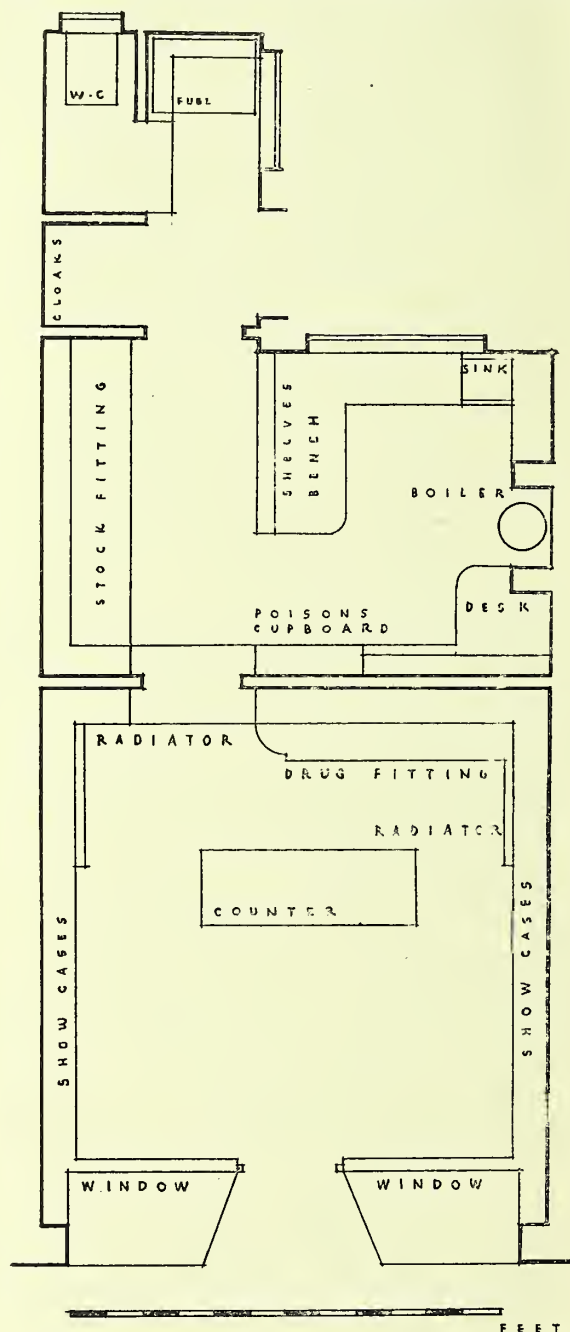 W-C
FUEL
CLOAKS
SINK
STOCK FITTING
SHELVES
BENCH
BOILER
POISONS
CUPBOARD
DESK
RADIATOR
DRUG FITTING
RADIATOR
COUNTER
SHOW CASES
SHOW CASES
WINDOW
WINDOW
FEET